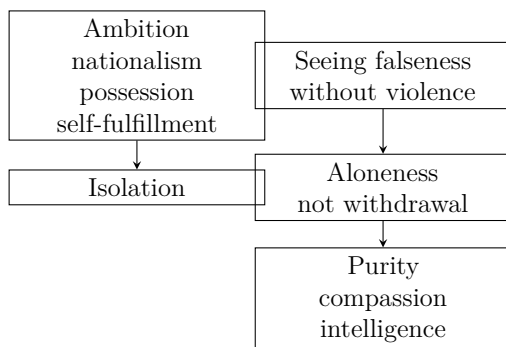 Ambition
nationalism
possession
self-fulfillment
Seeing falseness
without violence
Isolation
Aloneness
not withdrawal
Purity
compassion
intelligence